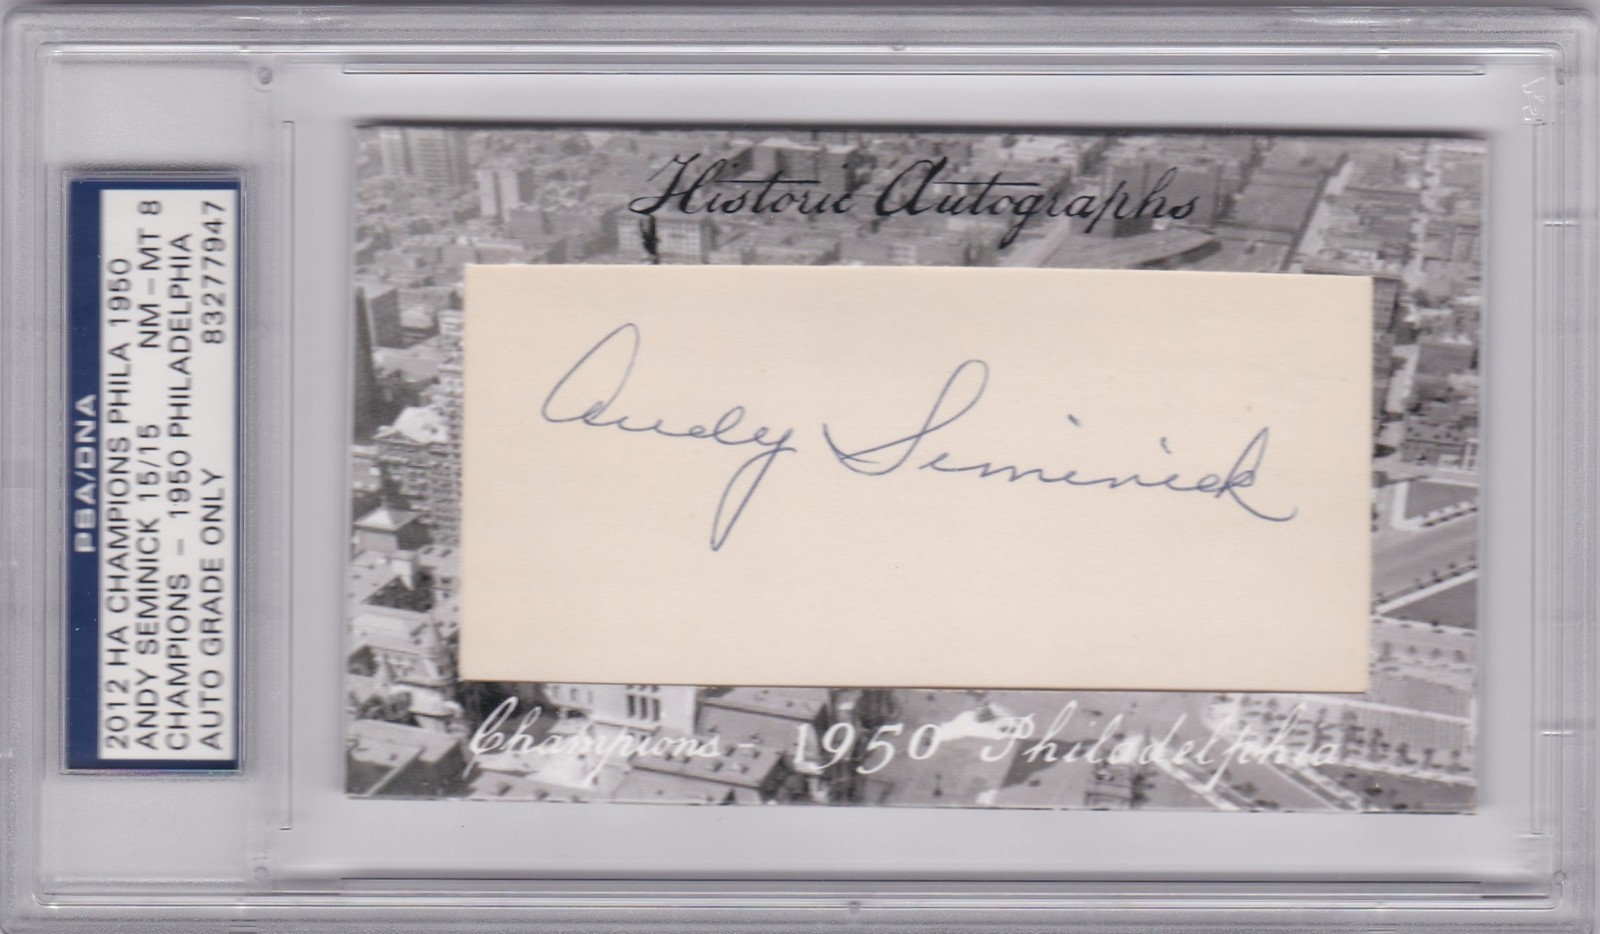 PSA/DNA
2012 HA CHAMPIONS PHILA 1950
ANDY SEMINICK 15/15 NM-MT 8
CHAMPIONS - 1950 PHILADELPHIA
AUTO GRADE ONLY 83277947
Historic Autographs
Andy Seminick
Champions - 1950 Philadelphia